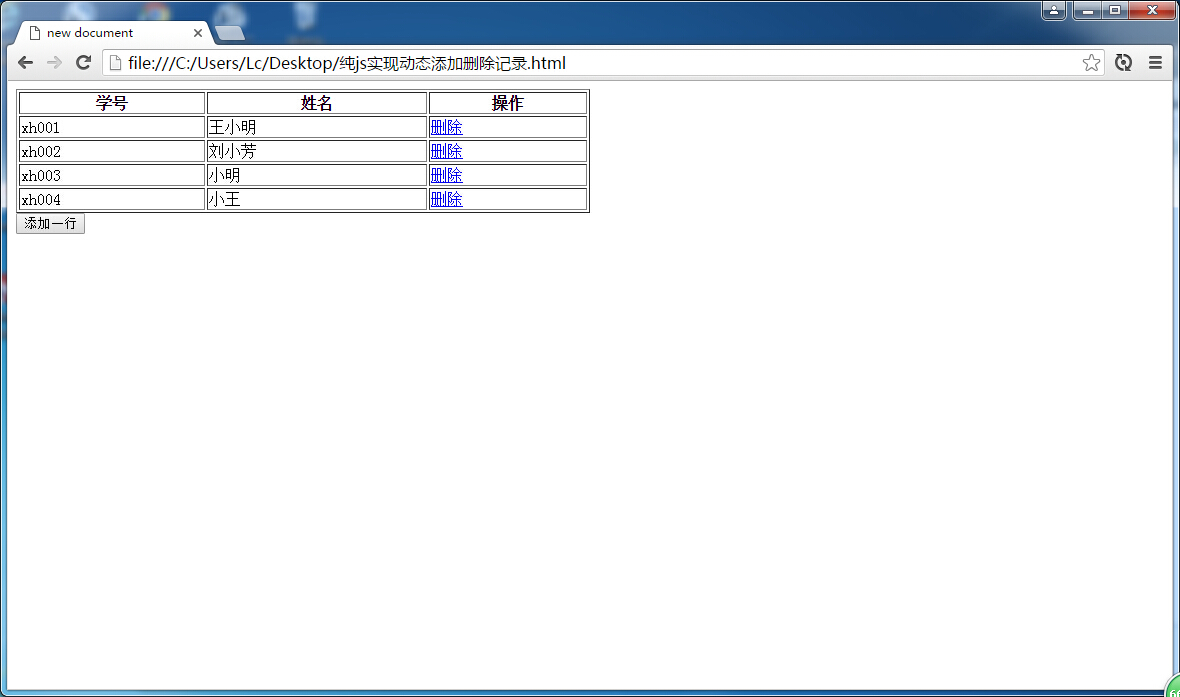 new document
file:///C:/Users/Lc/Desktop/纯js实现动态添加删除记录.html
学号 姓名 操作
xh001 王小明 删除
xh002 刘小芳 删除
xh003 小明 删除
xh004 小王 删除
添加一行